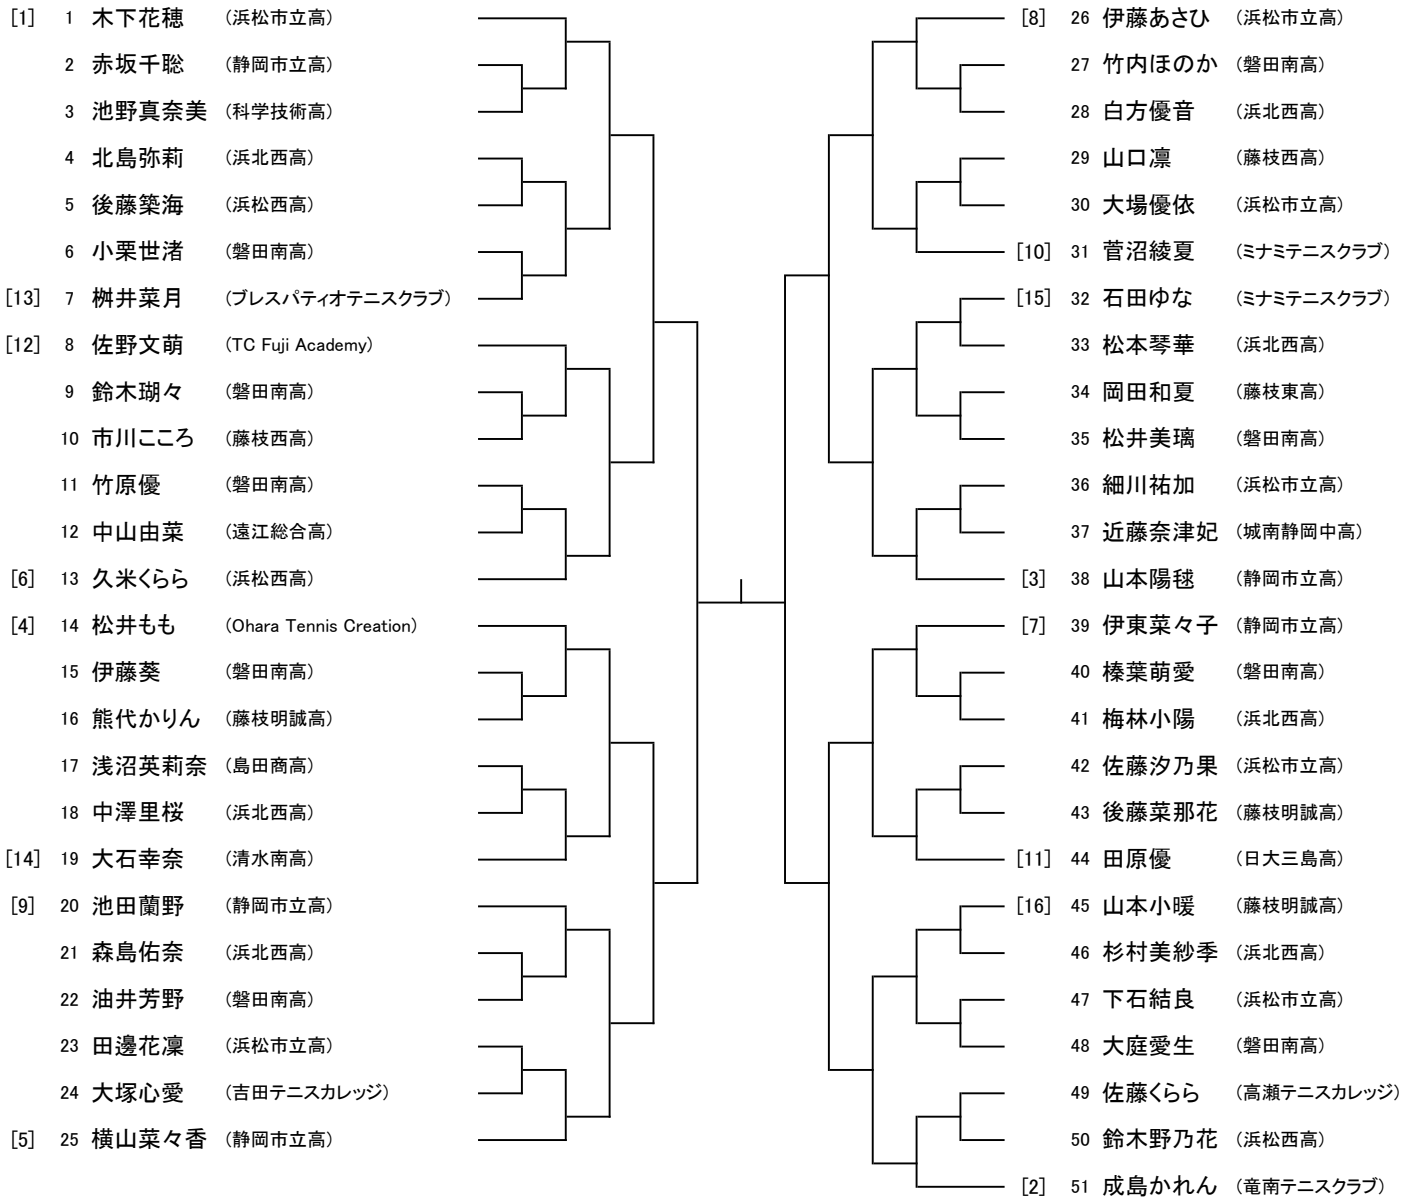 [1] 1 木下花穂 (浜松市立高)
2 赤坂千聡 (静岡市立高)
3 池野真奈美 (科学技術高)
4 北島弥莉 (浜北西高)
5 後藤築海 (浜松西高)
6 小栗世渚 (磐田南高)
[13] 7 桝井菜月 (ブレスパティオテニスクラブ)
[12] 8 佐野文萌 (TC Fuji Academy)
9 鈴木瑚々 (磐田南高)
10 市川こころ (藤枝西高)
11 竹原優 (磐田南高)
12 中山由菜 (遠江総合高)
[6] 13 久米くらら (浜松西高)
[4] 14 松井もも (Ohara Tennis Creation)
15 伊藤葵 (磐田南高)
16 熊代かりん (藤枝明誠高)
17 浅沼英莉奈 (島田商高)
18 中澤里桜 (浜北西高)
[14] 19 大石幸奈 (清水南高)
[9] 20 池田蘭野 (静岡市立高)
21 森島佑奈 (浜北西高)
22 油井芳野 (磐田南高)
23 田邊花凜 (浜松市立高)
24 大塚心愛 (吉田テニスカレッジ)
[5] 25 横山菜々香 (静岡市立高)
[8] 26 伊藤あさひ (浜松市立高)
27 竹内ほのか (磐田南高)
28 白方優音 (浜北西高)
29 山口凛 (藤枝西高)
30 大場優依 (浜松市立高)
[10] 31 菅沼綾夏 (ミナミテニスクラブ)
[15] 32 石田ゆな (ミナミテニスクラブ)
33 松本琴華 (浜北西高)
34 岡田和夏 (藤枝東高)
35 松井美璃 (磐田南高)
36 細川祐加 (浜松市立高)
37 近藤奈津妃 (城南静岡中高)
[3] 38 山本陽毬 (静岡市立高)
[7] 39 伊東菜々子 (静岡市立高)
40 榛葉萌愛 (磐田南高)
41 梅林小陽 (浜北西高)
42 佐藤汐乃果 (浜松市立高)
43 後藤菜那花 (藤枝明誠高)
[11] 44 田原優 (日大三島高)
[16] 45 山本小暖 (藤枝明誠高)
46 杉村美紗季 (浜北西高)
47 下石結良 (浜松市立高)
48 大庭愛生 (磐田南高)
49 佐藤くらら (高瀬テニスカレッジ)
50 鈴木野乃花 (浜松西高)
[2] 51 成島かれん (竜南テニスクラブ)